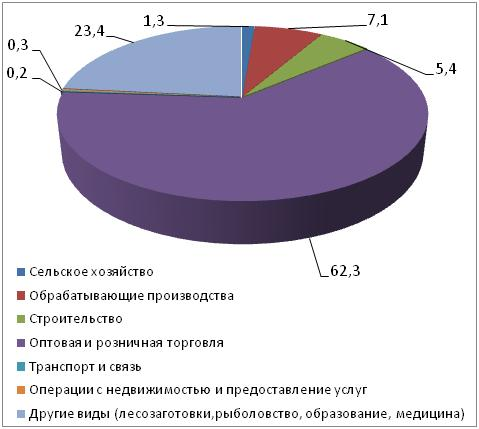 1,3
7,1
23,4
0,3
5,4
0,2
62,3
Сельское хозяйство
Обрабатывающие производства
Строительство
Оптовая и розничная торговля
Транспорт и связь
Операции с недвижимостью и предоставление услуг
Другие виды (лесозаготовки,рыболовство, образование, медицина)